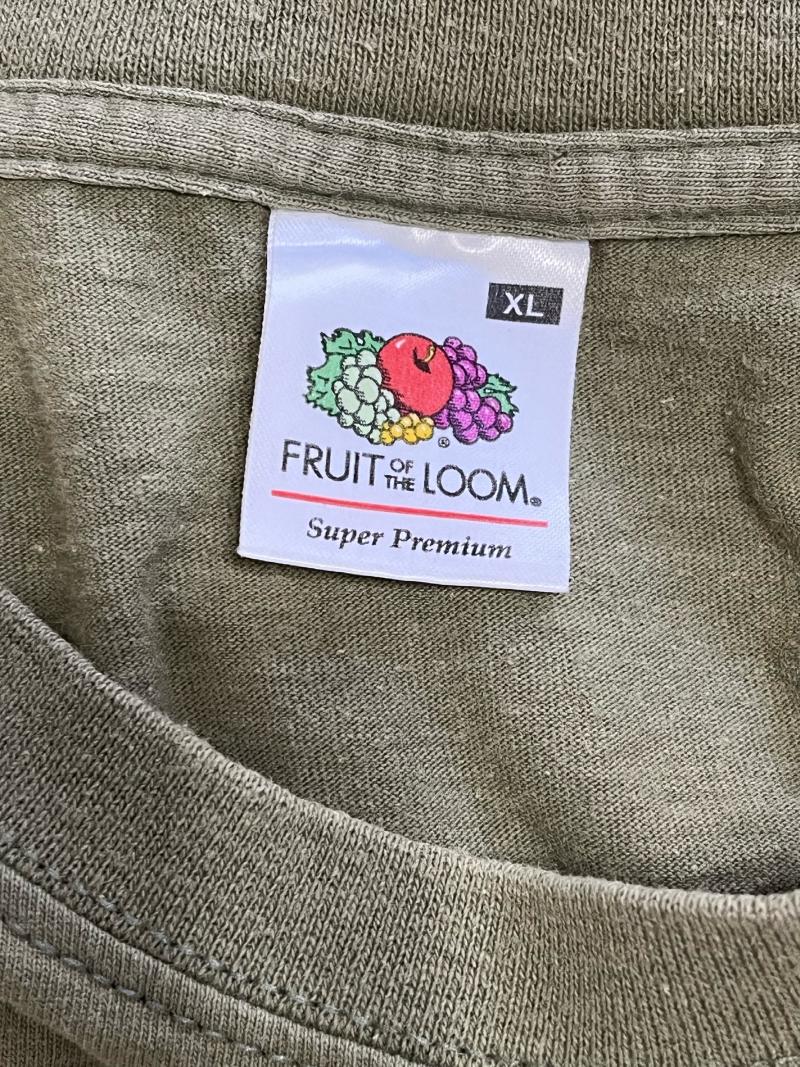 XL
®
FRUIT OF THE LOOM®
Super Premium